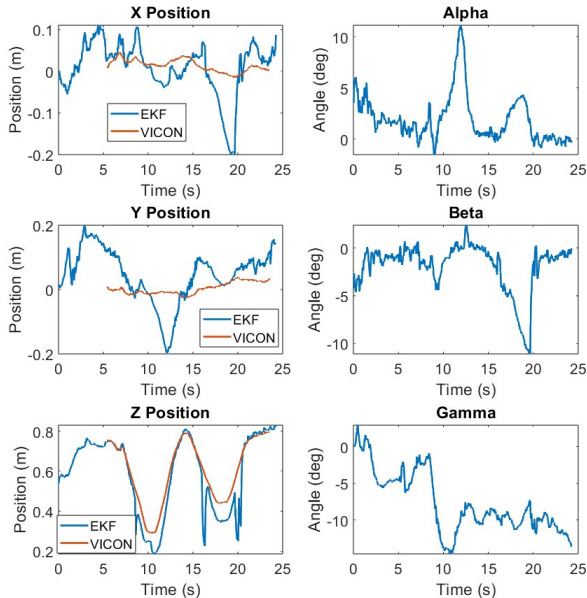 X Position
Position (m)
0.1
0
-0.1
-0.2
EKF
VICON
0 5 10 15 20 25
Time (s)
Alpha
Angle (deg)
10
5
0
0 5 10 15 20 25
Time (s)
Y Position
Position (m)
0.2
0
-0.2
EKF
VICON
0 5 10 15 20 25
Time (s)
Beta
Angle (deg)
0
-5
-10
0 5 10 15 20 25
Time (s)
Z Position
Position (m)
0.8
0.6
0.4
0.2
EKF
VICON
0 5 10 15 20 25
Time (s)
Gamma
Angle (deg)
0
-5
-10
0 5 10 15 20 25
Time (s)